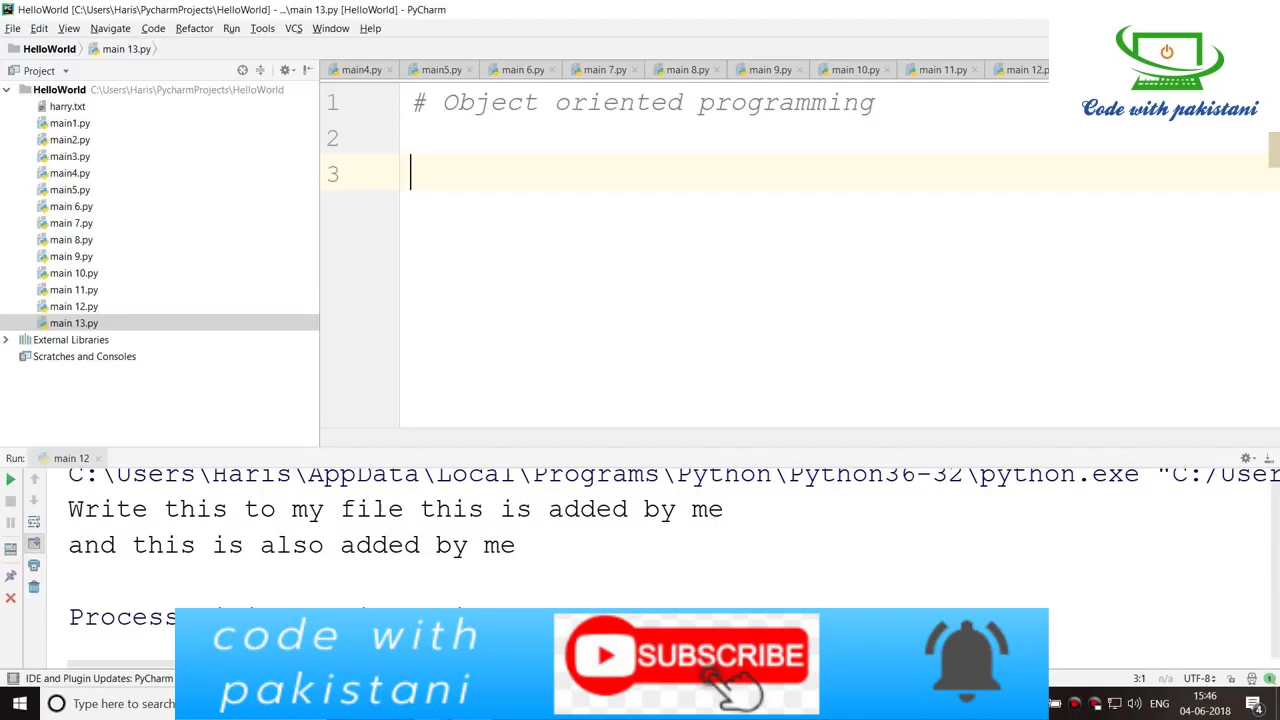 HelloWorld [C:\Users\Haris\PycharmProjects\HelloWorld] - ...\main 13.py [HelloWorld] - PyCharm
File Edit View Navigate Code Refactor Run Tools VCS Window Help
HelloWorld main 13.py
Code with pakistani
Project
main4.py main5.py main 6.py main 7.py main 8.py main 9.py main 10.py main 11.py main 12.p
HelloWorld C:\Users\Haris\PycharmProjects\HelloWorld
harry.txt
main1.py
main2.py
main3.py
main4.py
main5.py
main 6.py
main 7.py
main 8.py
main 9.py
main 10.py
main 11.py
main 12.py
main 13.py
External Libraries
Scratches and Consoles
1 # Object oriented programming
2
3
Run: main 12
C:\Users\Haris\AppData\Local\Programs\Python\Python36-32\python.exe "C:/User
Write this to my file this is added by me
and this is also added by me
Process
code with
pakistani
SUBSCRIBE
IDE and Plugin Updates: PyCharm
3:1 n/a UTF-8
Type here to search
ENG
15:46
04-06-2018
4